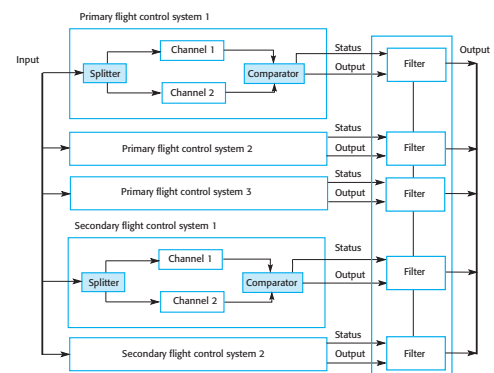 Primary flight control system 1
Input
Splitter
Channel 1
Channel 2
Comparator
Status
Output
Filter
Output
Primary flight control system 2
Status
Output
Filter
Primary flight control system 3
Status
Output
Filter
Secondary flight control system 1
Splitter
Channel 1
Channel 2
Comparator
Status
Output
Filter
Secondary flight control system 2
Status
Output
Filter